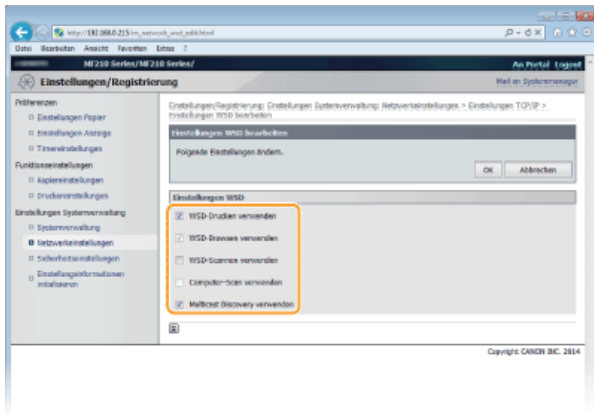 http://192.168.0.215/m_network_wsd_edit.html
Datei Bearbeiten Ansicht Favoriten Extras ?
MF210 Series/MF210 Series/
An Portal Logout
Einstellungen/Registrierung
Mail an Systemmanager
Präferenzen
Einstellungen Papier
Einstellungen Anzeige
Timereinstellungen
Funktionseinstellungen
Kopiereinstellungen
Druckereinstellungen
Einstellungen Systemverwaltung
Systemverwaltung
Netzwerkeinstellungen
Sicherheitseinstellungen
Einstellungsinformationen
initialisieren
Einstellungen/Registrierung: Einstellungen Systemverwaltung: Netzwerkeinstellungen > Einstellungen TCP/IP >
Einstellungen WSD bearbeiten
Einstellungen WSD bearbeiten
Folgende Einstellungen ändern.
OK
Abbrechen
Einstellungen WSD
WSD-Drucken verwenden
WSD-Browsen verwenden
WSD-Scannen verwenden
Computer-Scan verwenden
Multicast Discovery verwenden
Copyright CANON INC. 2014